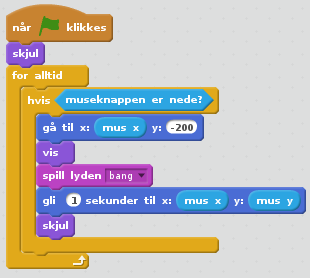 når klikkes
skjul
for alltid
hvis museknappen er nede?
gå til x: mus x y: -200
vis
spill lyden bang
gli 1 sekunder til x: mus x y: mus y
skjul